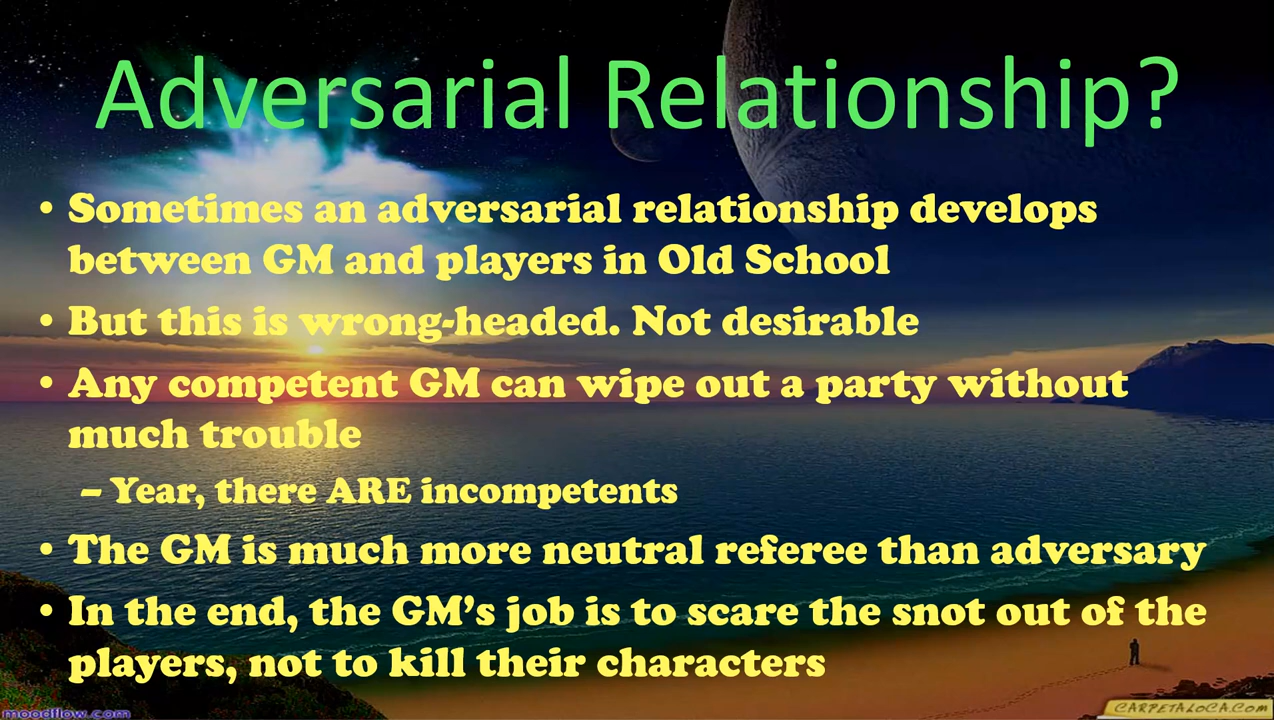 Adversarial Relationship?
• Sometimes an adversarial relationship develops
between GM and players in Old School
• But this is wrong-headed. Not desirable
• Any competent GM can wipe out a party without
much trouble
– Year, there ARE incompetents
• The GM is much more neutral referee than adversary
• In the end, the GM’s job is to scare the snot out of the
players, not to kill their characters
moodflow.com
CARPETALOCA.COM